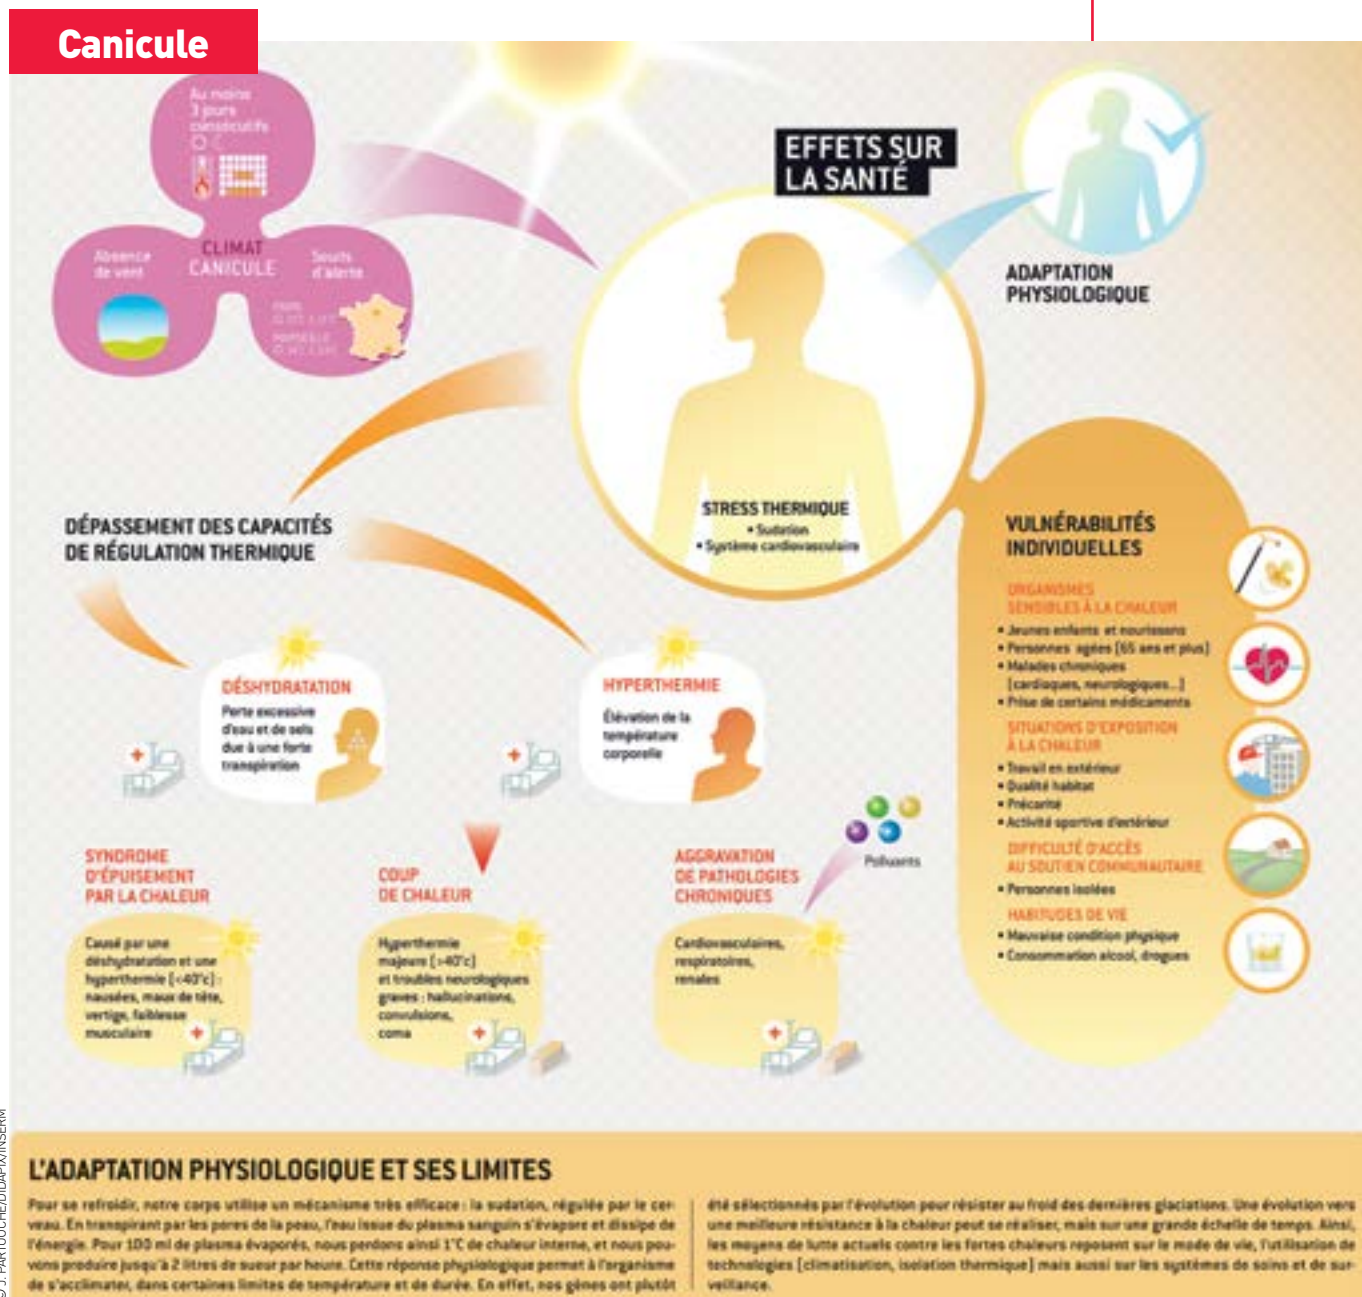 Canicule
Au moins
3 jours
consécutifs
CLIMAT
CANICULE
Absence
de vent
Seuils
d'alerte
PARIS
MARSEILLE
EFFETS SUR
LA SANTÉ
ADAPTATION
PHYSIOLOGIQUE
STRESS THERMIQUE
• Sudation
• Système cardiovasculaire
DÉPASSEMENT DES CAPACITÉS
DE RÉGULATION THERMIQUE
DÉSHYDRATATION
Perte excessive
d'eau et de sels
due à une forte
transpiration
HYPERTHERMIE
Élévation de la
température
corporelle
SYNDROME
D'ÉPUISEMENT
PAR LA CHALEUR
Causé par une
déshydratation et une
hyperthermie (<40°c) :
nausées, maux de tête,
vertige, faiblesse
musculaire
COUP
DE CHALEUR
Hyperthermie
majeure (>40°c)
et troubles neurologiques
graves : hallucinations,
convulsions,
coma
AGGRAVATION
DE PATHOLOGIES
CHRONIQUES
Polluants
Cardiovasculaires,
respiratoires,
renales
VULNÉRABILITÉS
INDIVIDUELLES
ORGANISMES
SENSIBLES À LA CHALEUR
• Jeunes enfants et nourissons
• Personnes agées (65 ans et plus)
• Malades chroniques
(cardiaques, neurologiques...)
• Prise de certains médicaments
SITUATIONS D'EXPOSITION
À LA CHALEUR
• Travail en extérieur
• Qualité habitat
• Précarité
• Activité sportive d'extérieur
DIFFICULTÉ D'ACCÈS
AU SOUTIEN COMMUNAUTAIRE
• Personnes isolées
HABITUDES DE VIE
• Mauvaise condition physique
• Consommation alcool, drogues
L'ADAPTATION PHYSIOLOGIQUE ET SES LIMITES
Pour se refroidir, notre corps utilise un mécanisme très efficace : la sudation, régulée par le cer-
veau. En transpirant par les pores de la peau, l'eau issue du plasma sanguin s'évapore et dissipe de
l'énergie. Pour 100 ml de plasma évaporés, nous perdons ainsi 1°C de chaleur interne, et nous pou-
vons produire jusqu'à 2 litres de sueur par heure. Cette réponse physiologique permet à l'organisme
de s'acclimater, dans certaines limites de température et de durée. En effet, nos gènes ont plutôt
été sélectionnés par l'évolution pour résister au froid des dernières glaciations. Une évolution vers
une meilleure résistance à la chaleur peut se réaliser, mais sur une grande échelle de temps. Ainsi,
les moyens de lutte actuels contre les fortes chaleurs reposent sur le mode de vie, l'utilisation de
technologies (climatisation, isolation thermique) mais aussi sur les systèmes de soins et de sur-
veillance.
© J. PARTOUCHE/DIDAPIX/INSERM